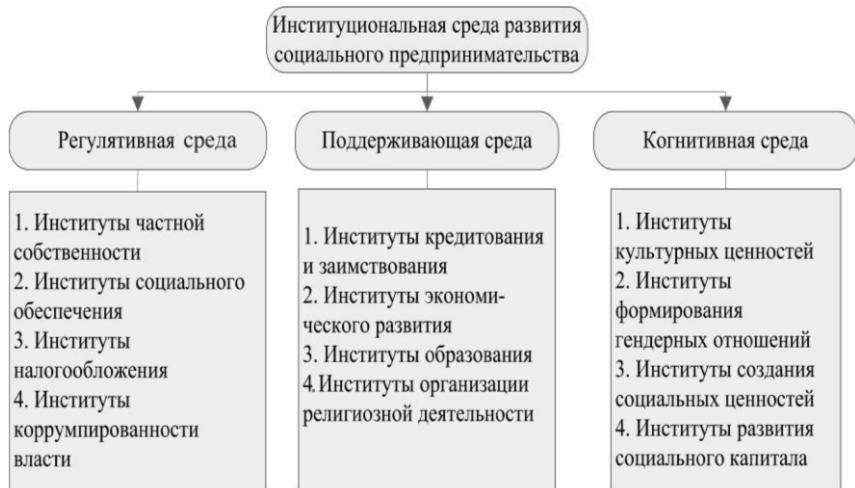 Институциональная среда развития
социального предпринимательства
Регулятивная среда
Поддерживающая среда
Когнитивная среда
1. Институты частной
собственности
2. Институты социального
обеспечения
3. Институты
налогообложения
4. Институты
коррумпированности
власти
1. Институты кредитования
и заимствования
2. Институты экономи-
ческого развития
3. Институты образования
4. Институты организации
религиозной деятельности
1. Институты
культурных ценностей
2. Институты
формирования
гендерных отношений
3. Институты создания
социальных ценностей
4. Институты развития
социального капитала